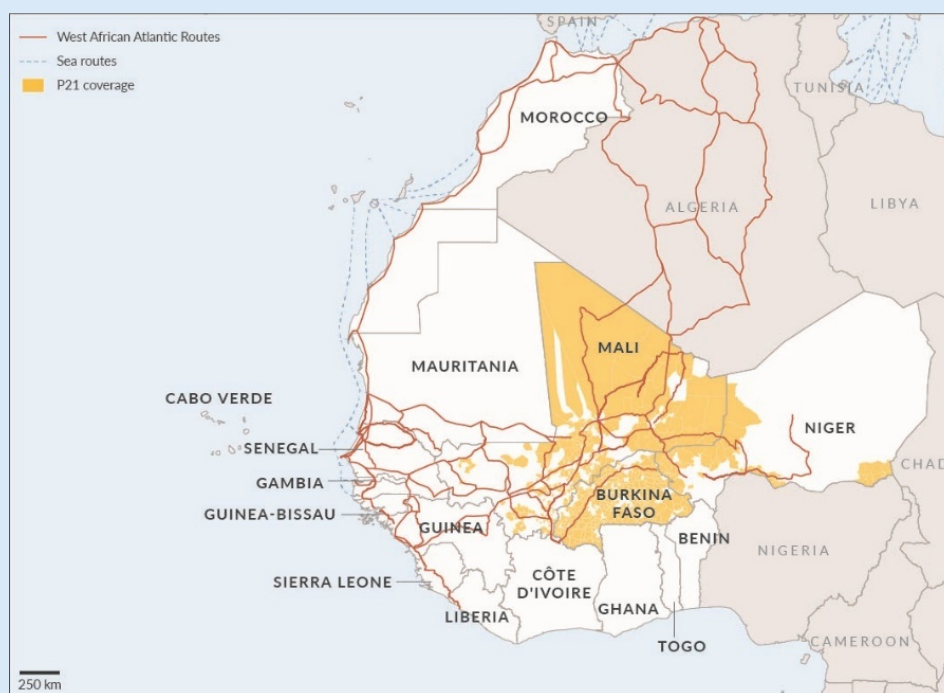 SPAIN
West African Atlantic Routes
Sea routes
P21 coverage
TUNISIA
MOROCCO
ALGERIA
LIBYA
MALI
MAURITANIA
CABO VERDE
NIGER
SENEGAL
CHAD
GAMBIA
BURKINA
FASO
GUINEA-BISSAU
GUINEA
BENIN
NIGERIA
SIERRA LEONE
CÔTE
D'IVOIRE
GHANA
LIBERIA
TOGO
CAMEROON
250 km